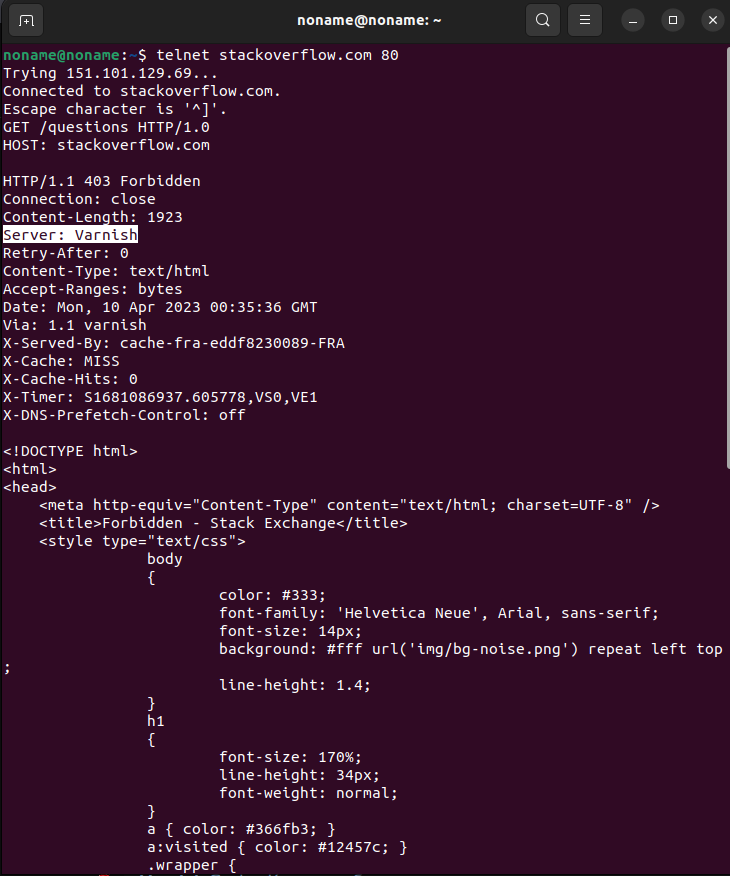 noname@noname: ~
noname@noname:~$ telnet stackoverflow.com 80
Trying 151.101.129.69...
Connected to stackoverflow.com.
Escape character is '^]'.
GET /questions HTTP/1.0
HOST: stackoverflow.com

HTTP/1.1 403 Forbidden
Connection: close
Content-Length: 1923
Server: Varnish
Retry-After: 0
Content-Type: text/html
Accept-Ranges: bytes
Date: Mon, 10 Apr 2023 00:35:36 GMT
Via: 1.1 varnish
X-Served-By: cache-fra-eddf8230089-FRA
X-Cache: MISS
X-Cache-Hits: 0
X-Timer: S1681086937.605778,VS0,VE1
X-DNS-Prefetch-Control: off

<!DOCTYPE html>
<html>
<head>
    <meta http-equiv="Content-Type" content="text/html; charset=UTF-8" />
    <title>Forbidden - Stack Exchange</title>
    <style type="text/css">
                body
                {
                        color: #333;
                        font-family: 'Helvetica Neue', Arial, sans-serif;
                        font-size: 14px;
                        background: #fff url('img/bg-noise.png') repeat left top
;
                        line-height: 1.4;
                }
                h1
                {
                        font-size: 170%;
                        line-height: 34px;
                        font-weight: normal;
                }
                a { color: #366fb3; }
                a:visited { color: #12457c; }
                .wrapper {